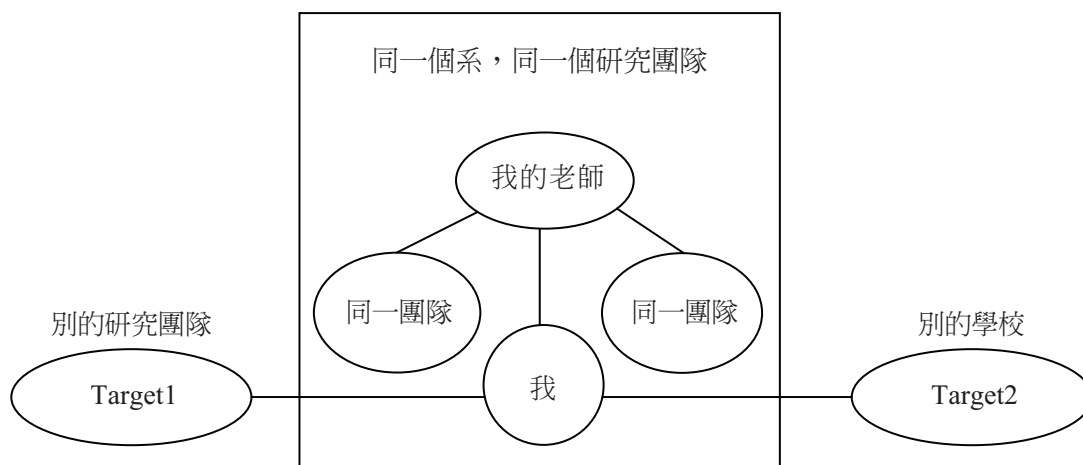 同一個系，同一個研究團隊
我的老師
同一團隊
同一團隊
別的研究團隊
別的學校
Target1
我
Target2